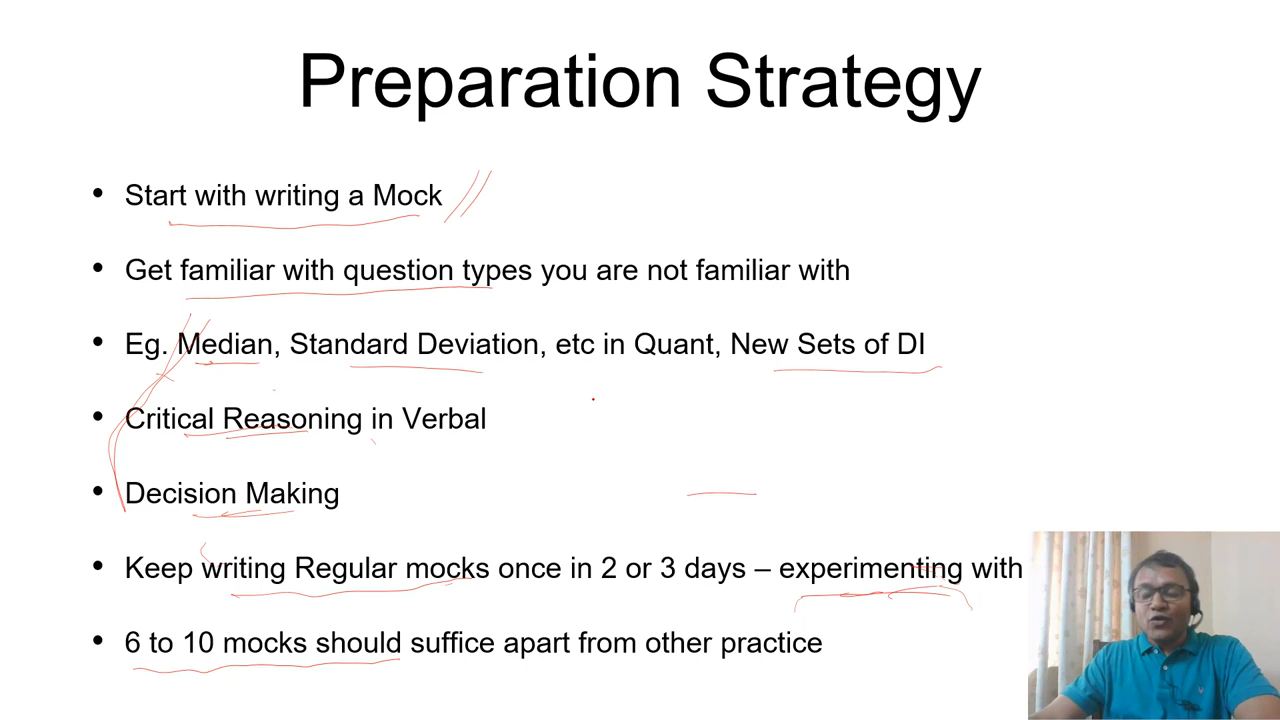 Preparation Strategy
• Start with writing a Mock
• Get familiar with question types you are not familiar with
• Eg. Median, Standard Deviation, etc in Quant, New Sets of DI
• Critical Reasoning in Verbal
• Decision Making
• Keep writing Regular mocks once in 2 or 3 days – experimenting with
• 6 to 10 mocks should suffice apart from other practice